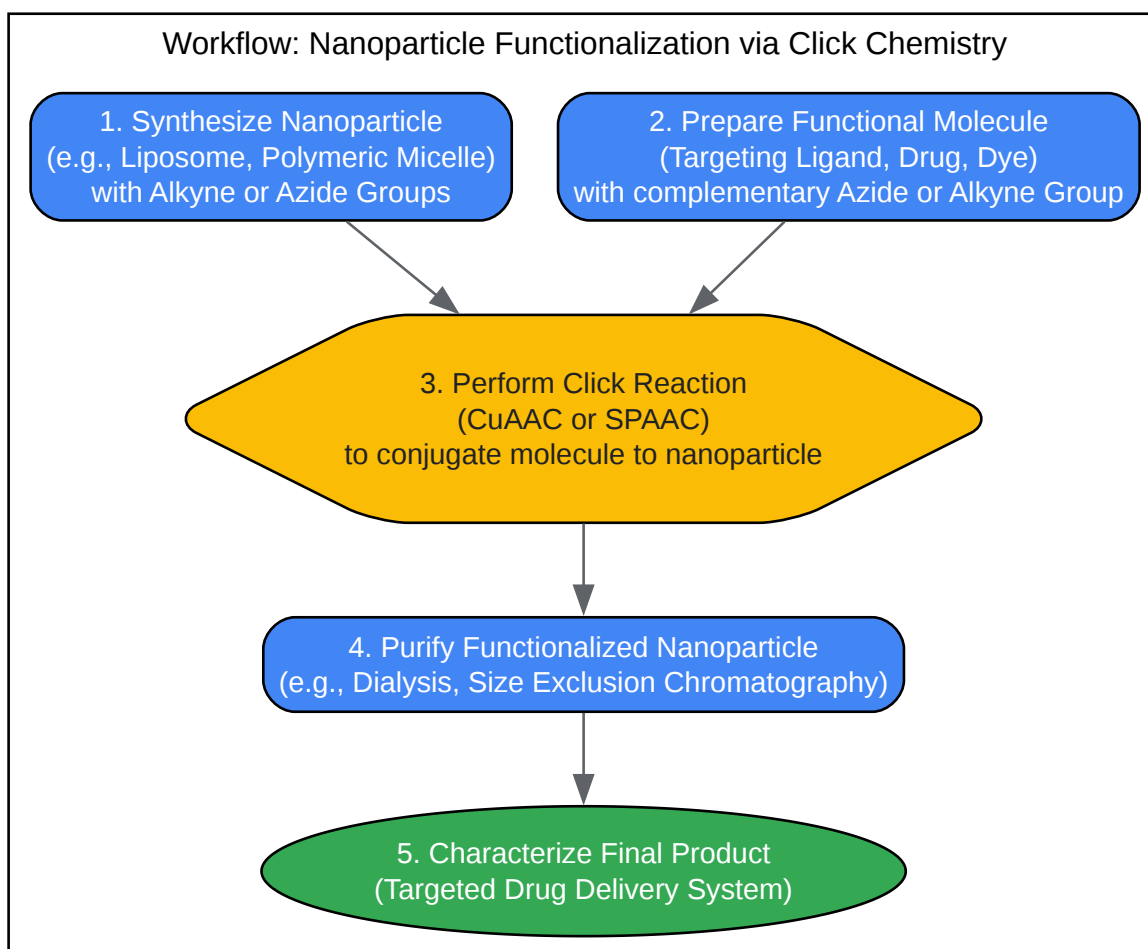 Workflow: Nanoparticle Functionalization via Click Chemistry
1. Synthesize Nanoparticle
(e.g., Liposome, Polymeric Micelle)
with Alkyne or Azide Groups
2. Prepare Functional Molecule
(Targeting Ligand, Drug, Dye)
with complementary Azide or Alkyne Group
3. Perform Click Reaction
(CuAAC or SPAAC)
to conjugate molecule to nanoparticle
4. Purify Functionalized Nanoparticle
(e.g., Dialysis, Size Exclusion Chromatography)
5. Characterize Final Product
(Targeted Drug Delivery System)